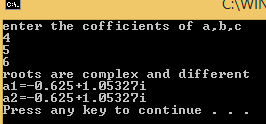 C:\WIN
enter the cofficients of a,b,c
4
5
6
roots are complex and different
a1=-0.625+1.05327i
a2=-0.625+1.05327i
Press any key to continue . . .